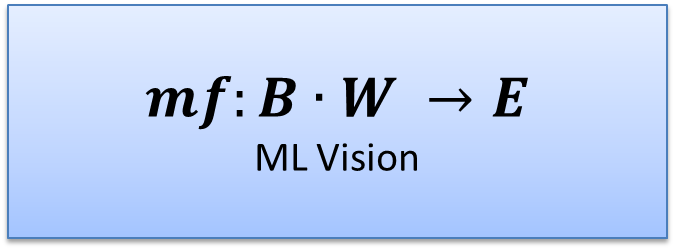 mf: B · W → E
ML Vision